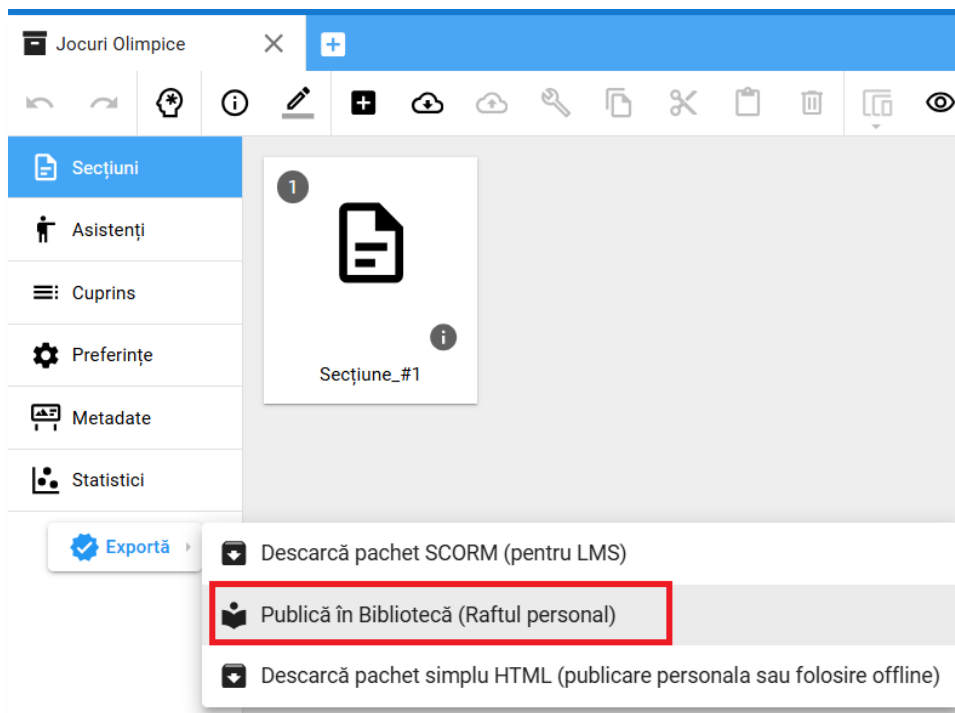 Jocuri Olimpice
Secțiuni
Asistenți
Cuprins
Preferințe
Metadate
Statistici
1
Secțiune_#1
Exportă
Descarcă pachet SCORM (pentru LMS)
Publică în Bibliotecă (Raftul personal)
Descarcă pachet simplu HTML (publicare personala sau folosire offline)